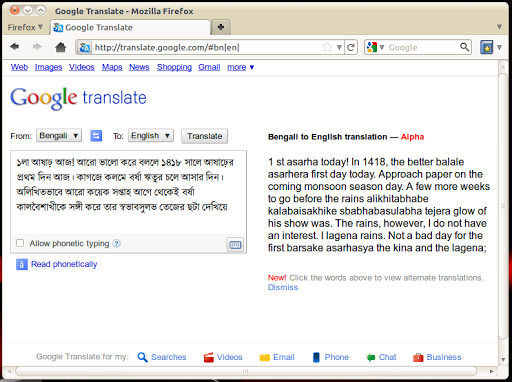 Google Translate - Mozilla Firefox
Firefox Google Translate
http://translate.google.com/#bn|en| Google
Web Images Videos Maps News Shopping Gmail more
Google translate
From: Bengali To: English Translate
১লা আষাঢ় আজ! আরো ভালো করে বললে ১৪১৮ সালে আষাঢ়ের
প্রথম দিন আজ। কাগজে কলমে বর্ষা ঋতুর চলে আসার দিন।
অলিখিতভাবে আরো কয়েক সপ্তাহ আগে থেকেই বর্ষা
কালবৈশাখীকে সঙ্গী করে তার স্বভাবসুলভ তেজের ছটা দেখিয়ে
Allow phonetic typing ?
ä Read phonetically
Bengali to English translation — Alpha
1 st asarha today! In 1418, the better balale
asarhera first day today. Approach paper on the
coming monsoon season day. A few more weeks
to go before the rains alikhitabhabe
kalabaisakhike sbabhabasulabha tejera glow of
his show was. The rains, however, I do not have
an interest. I lagena rains. Not a bad day for the
first barsake asarhasya the kina and the lagena;
New! Click the words above to view alternate translations.
Dismiss
Google Translate for my: Searches Videos Email Phone Chat Business